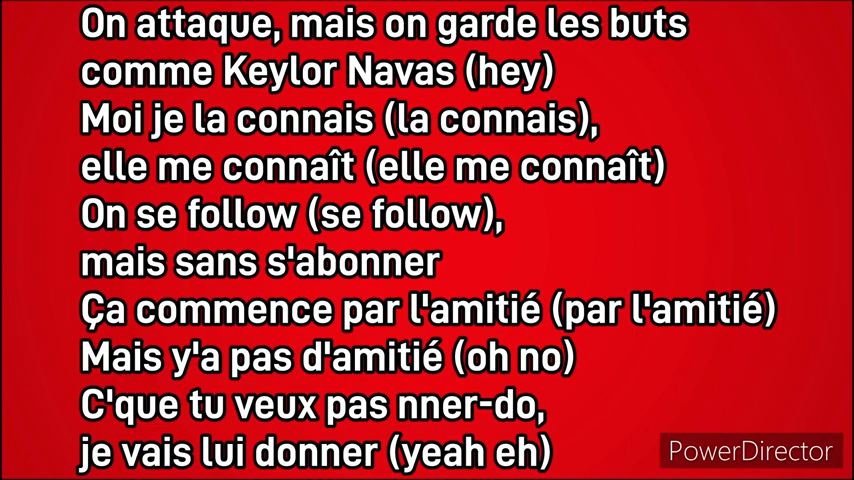 On attaque, mais on garde les buts
comme Keylor Navas (hey)
Moi je la connais (la connais),
elle me connaît (elle me connaît)
On se follow (se follow),
mais sans s'abonner
Ça commence par l'amitié (par l'amitié)
Mais y'a pas d'amitié (oh no)
C'que tu veux pas nner-do,
je vais lui donner (yeah eh)
PowerDirector